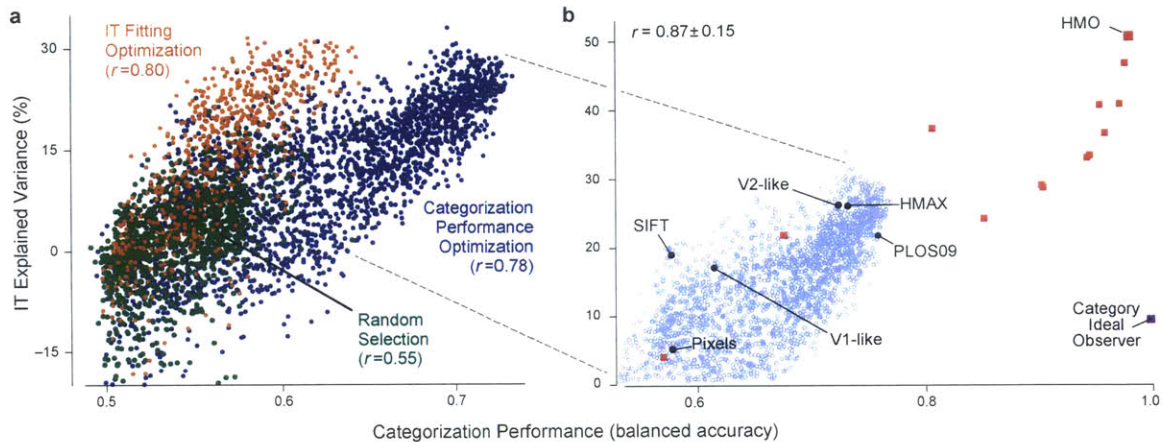 a
IT Fitting
Optimization
(r=0.80)
Categorization
Performance
Optimization
(r=0.78)
Random
Selection
(r=0.55)
30
15
0
−15
0.5
0.6
0.7
IT Explained Variance (%)
b
r = 0.87± 0.15
HMO
V2-like
HMAX
SIFT
PLOS09
V1-like
Pixels
Category
Ideal
Observer
50
40
30
20
10
0
0.6
0.8
1.0
Categorization Performance (balanced accuracy)